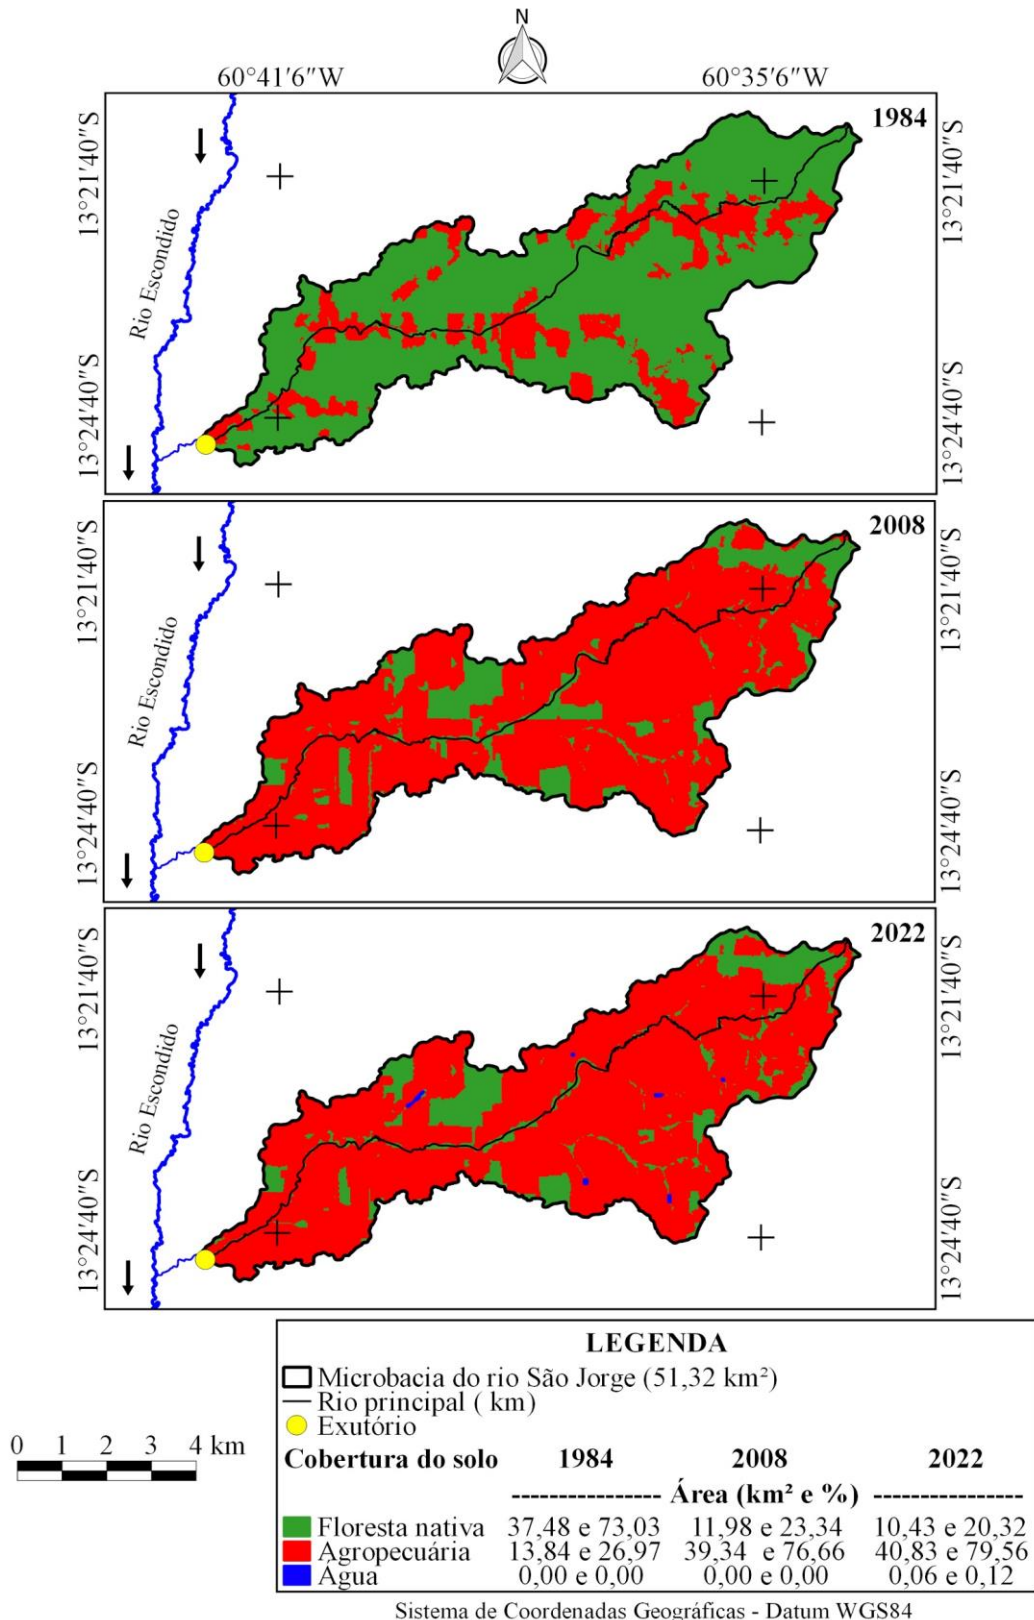 N
60°41'6"W 60°35'6"W
1984
13°21'40"S
13°21'40"S
Rio Escondido
13°24'40"S
13°24'40"S
2008
13°21'40"S
13°21'40"S
Rio Escondido
13°24'40"S
13°24'40"S
2022
13°21'40"S
13°21'40"S
Rio Escondido
13°24'40"S
13°24'40"S
LEGENDA
Microbacia do rio São Jorge (51,32 km²)
Rio principal ( km)
Exutório
0 1 2 3 4 km
Cobertura do solo 1984 2008 2022
------------------ Área (km² e %) ------------------
Floresta nativa 37,48 e 73,03 11,98 e 23,34 10,43 e 20,32
Agropecuária 13,84 e 26,97 39,34 e 76,66 40,83 e 79,56
Água 0,00 e 0,00 0,00 e 0,00 0,06 e 0,12
Sistema de Coordenadas Geográficas - Datum WGS84